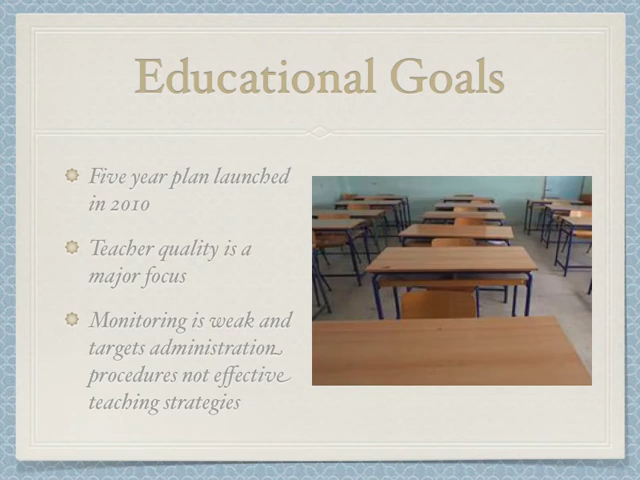 Educational Goals
Five year plan launched
in 2010
Teacher quality is a
major focus
Monitoring is weak and
targets administration
procedures not effective
teaching strategies